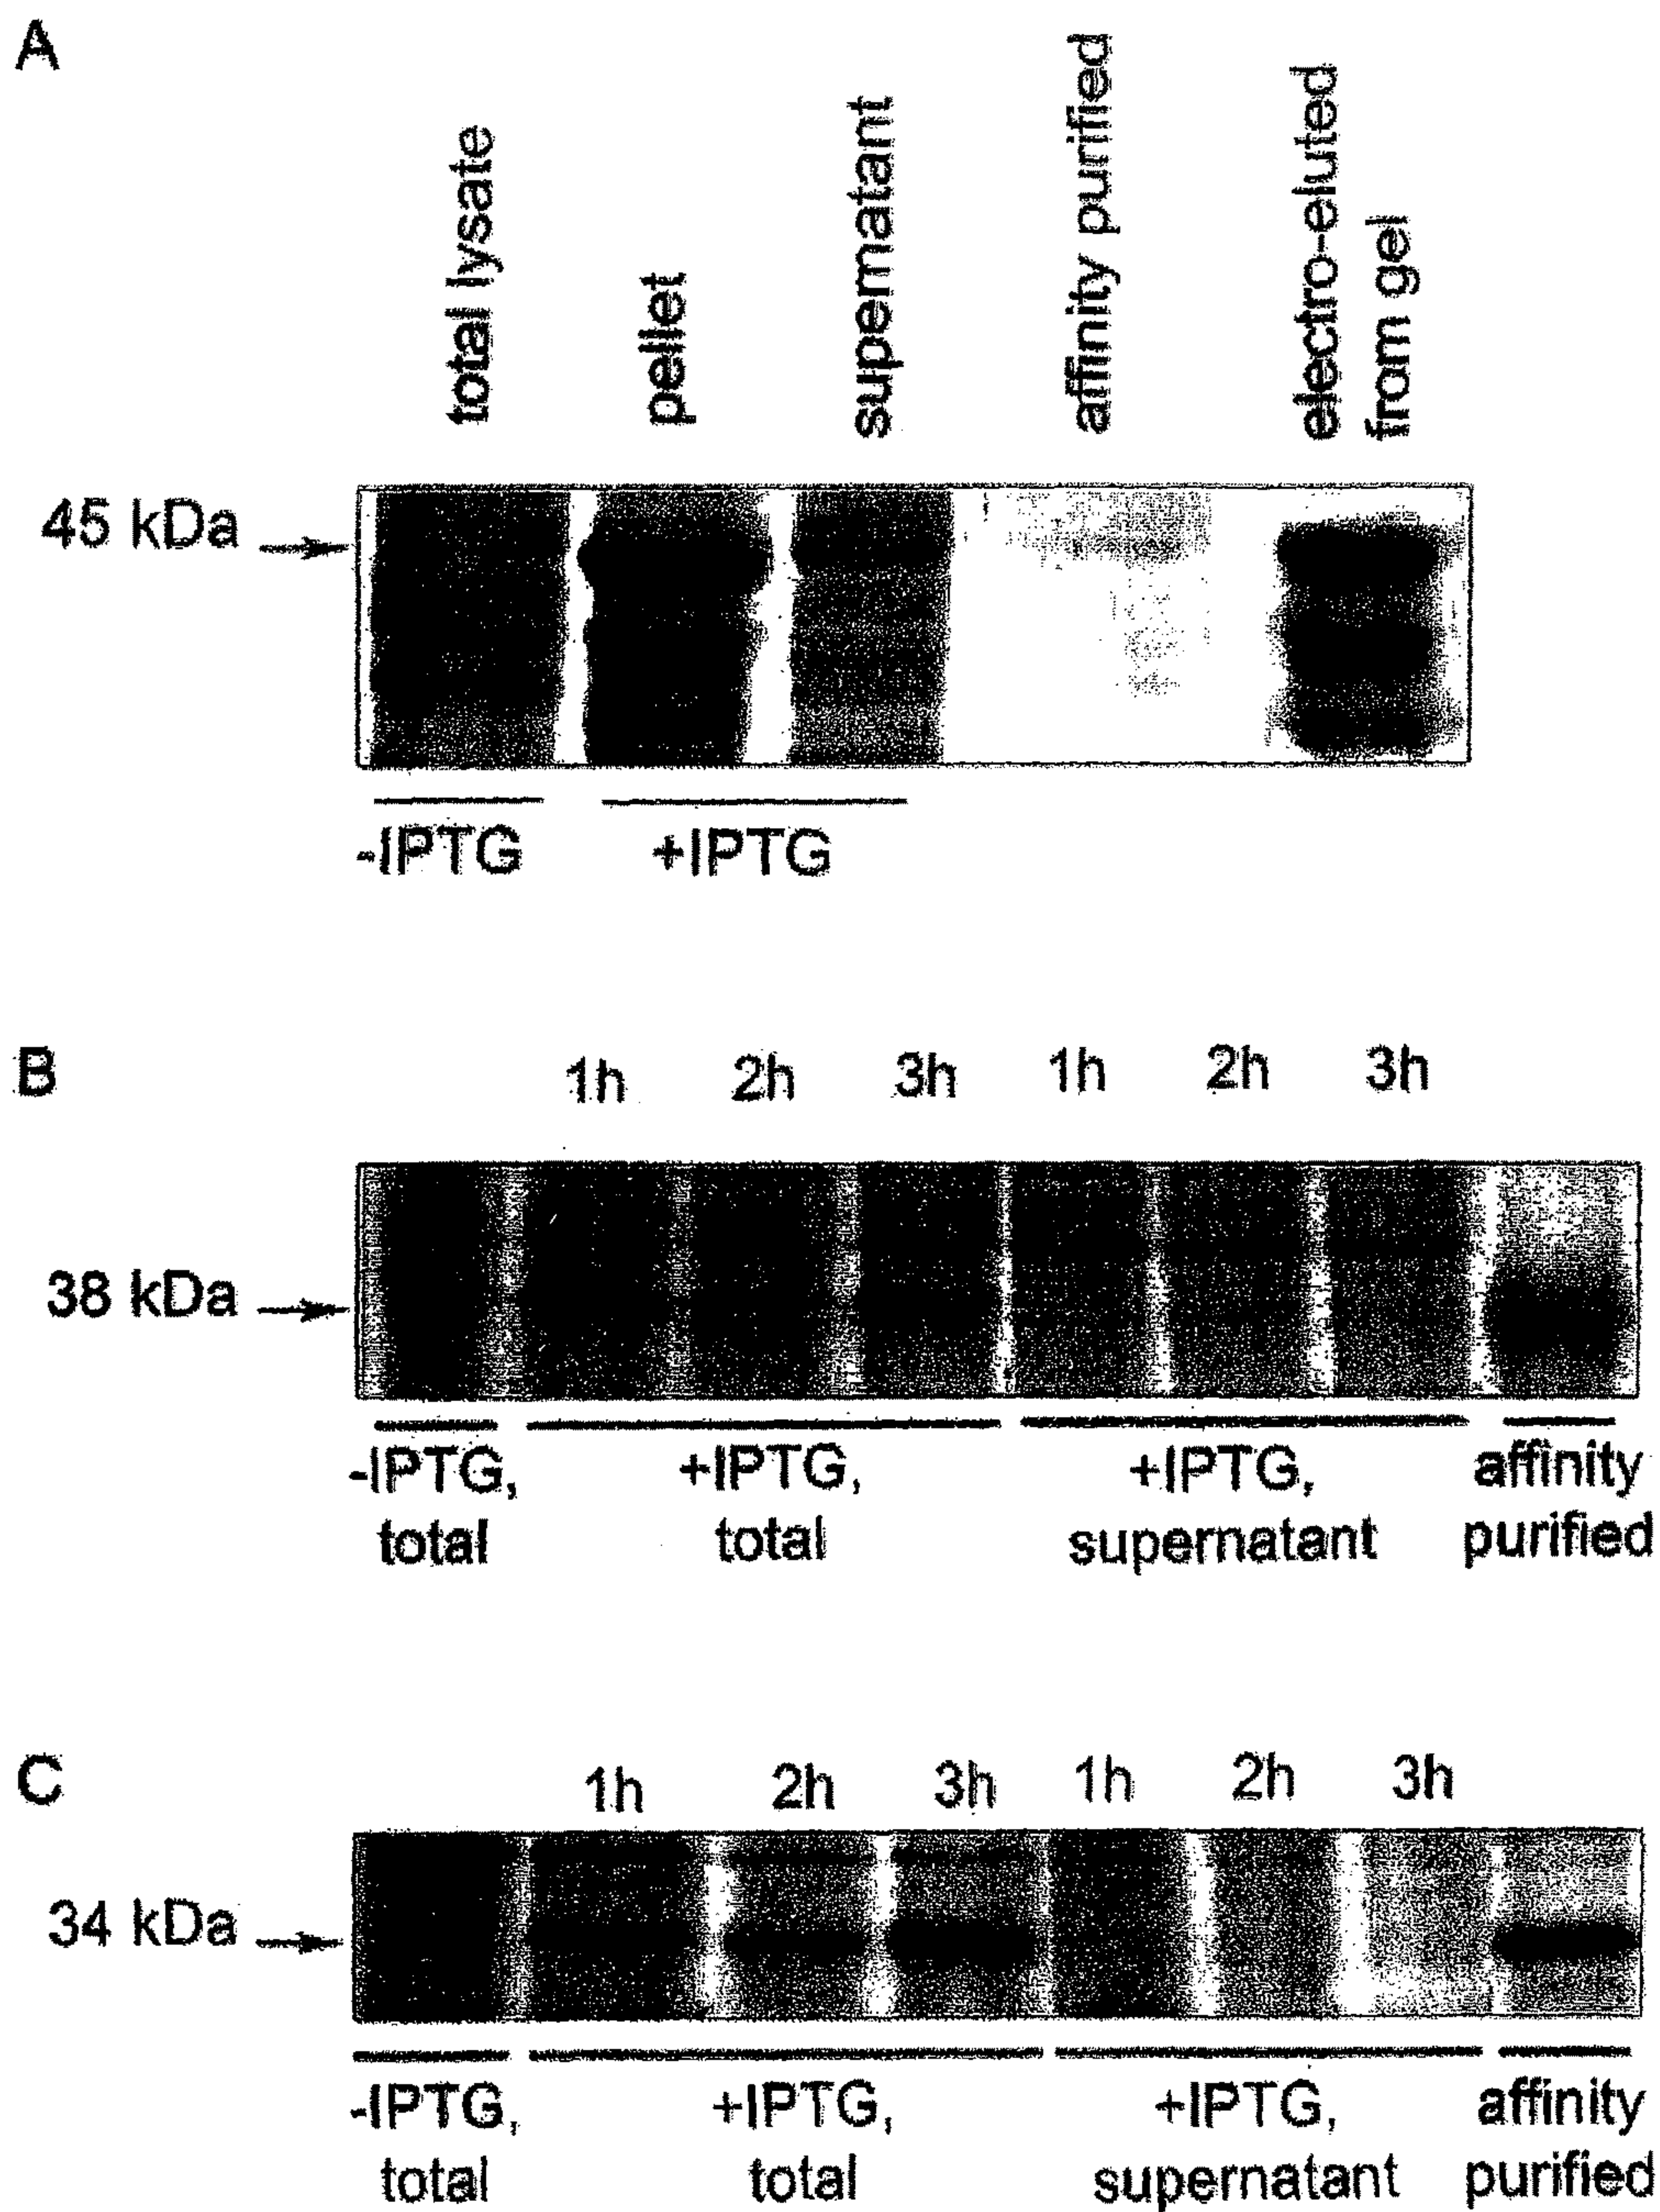 A
total lysate
pellet
supernatant
affinity purified
electro-eluted
from gel
45 kDa
-IPTG +IPTG
B 1h 2h 3h 1h 2h 3h
38 kDa
-IPTG, +IPTG, +IPTG, affinity
total total supernatant purified
C 1h 2h 3h 1h 2h 3h
34 kDa
-IPTG, +IPTG, +IPTG, affinity
total total supernatant purified